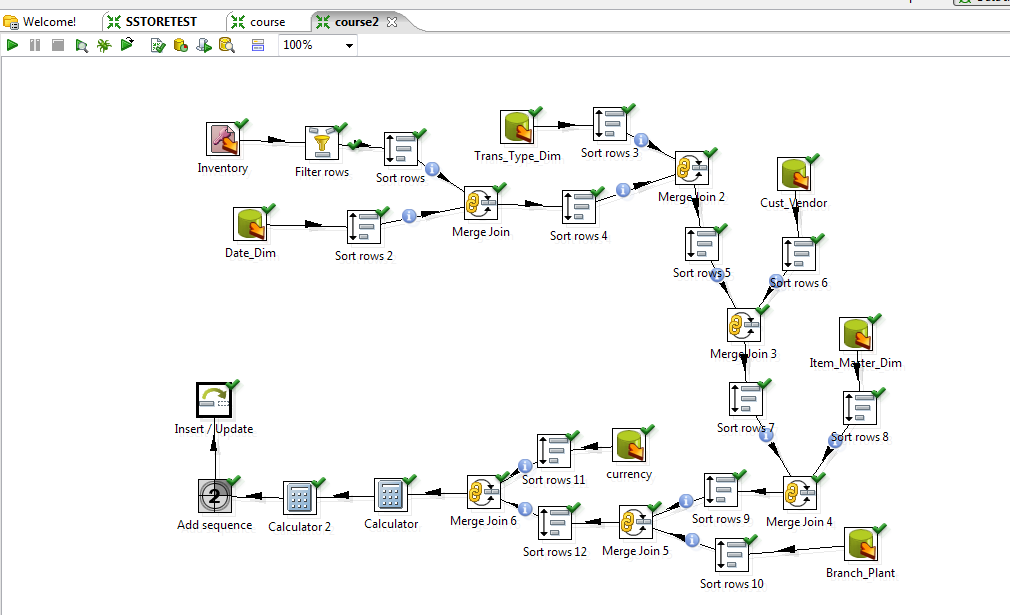 Welcome!
SSTORETEST
course
course2
100%
Inventory
Filter rows
Sort rows
Trans_Type_Dim
Sort rows 3
Merge Join 2
Cust_Vendor
Date_Dim
Sort rows 2
Merge Join
Sort rows 4
Sort rows 5
Sort rows 6
Merge Join 3
Item_Master_Dim
Insert / Update
Sort rows 7
Sort rows 8
Sort rows 11
currency
Add sequence
2
Calculator 2
Calculator
Merge Join 6
Sort rows 9
Merge Join 4
Sort rows 12
Merge Join 5
Sort rows 10
Branch_Plant